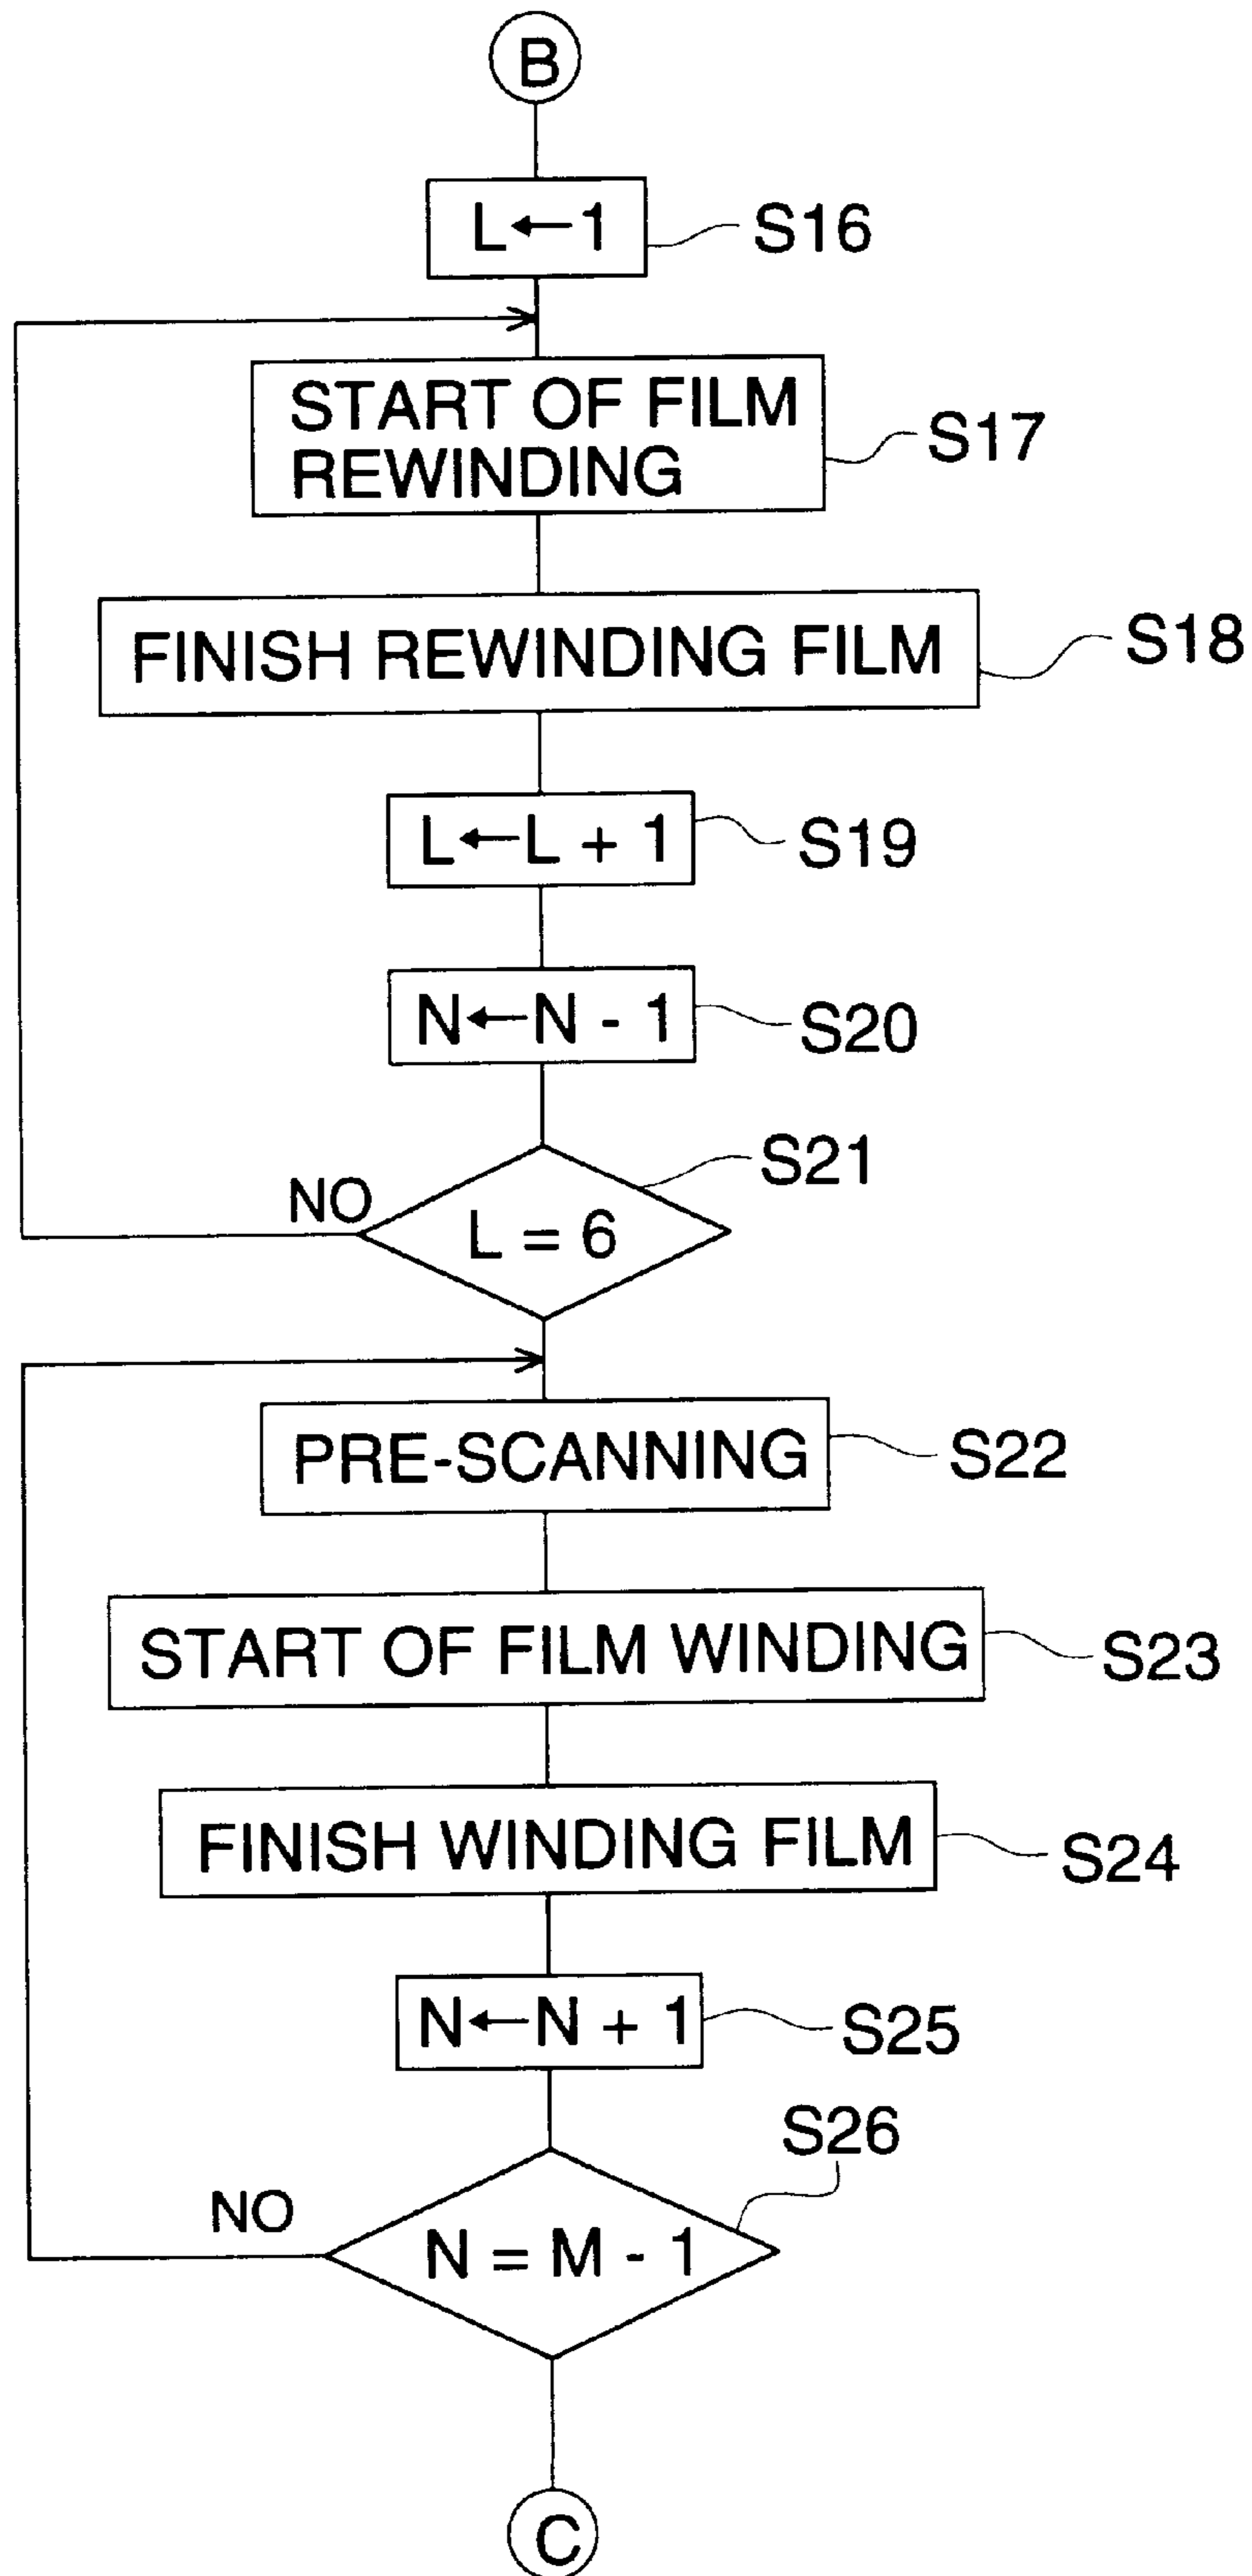 B
L←1
S16
START OF FILM
REWINDING
S17
FINISH REWINDING FILM
S18
L←L + 1
S19
N←N - 1
S20
S21
NO
L = 6
PRE-SCANNING
S22
START OF FILM WINDING
S23
FINISH WINDING FILM
S24
N←N + 1
S25
S26
NO
N = M - 1
C